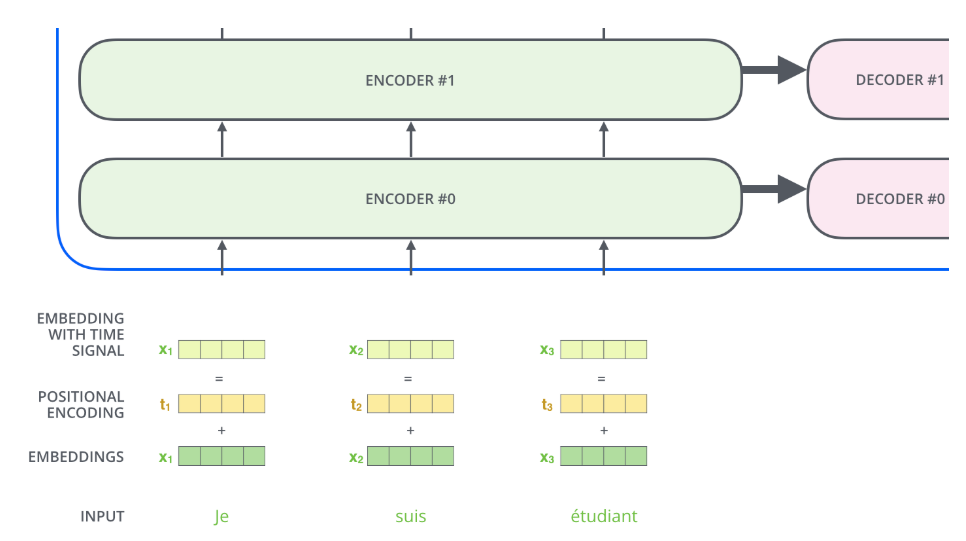 ENCODER #1
DECODER #1
ENCODER #0
DECODER #0
EMBEDDING
WITH TIME
SIGNAL
x1
x2
x3
=
=
=
POSITIONAL
ENCODING
t1
t2
t3
+
+
+
EMBEDDINGS
x1
x2
x3
INPUT
Je
suis
étudiant